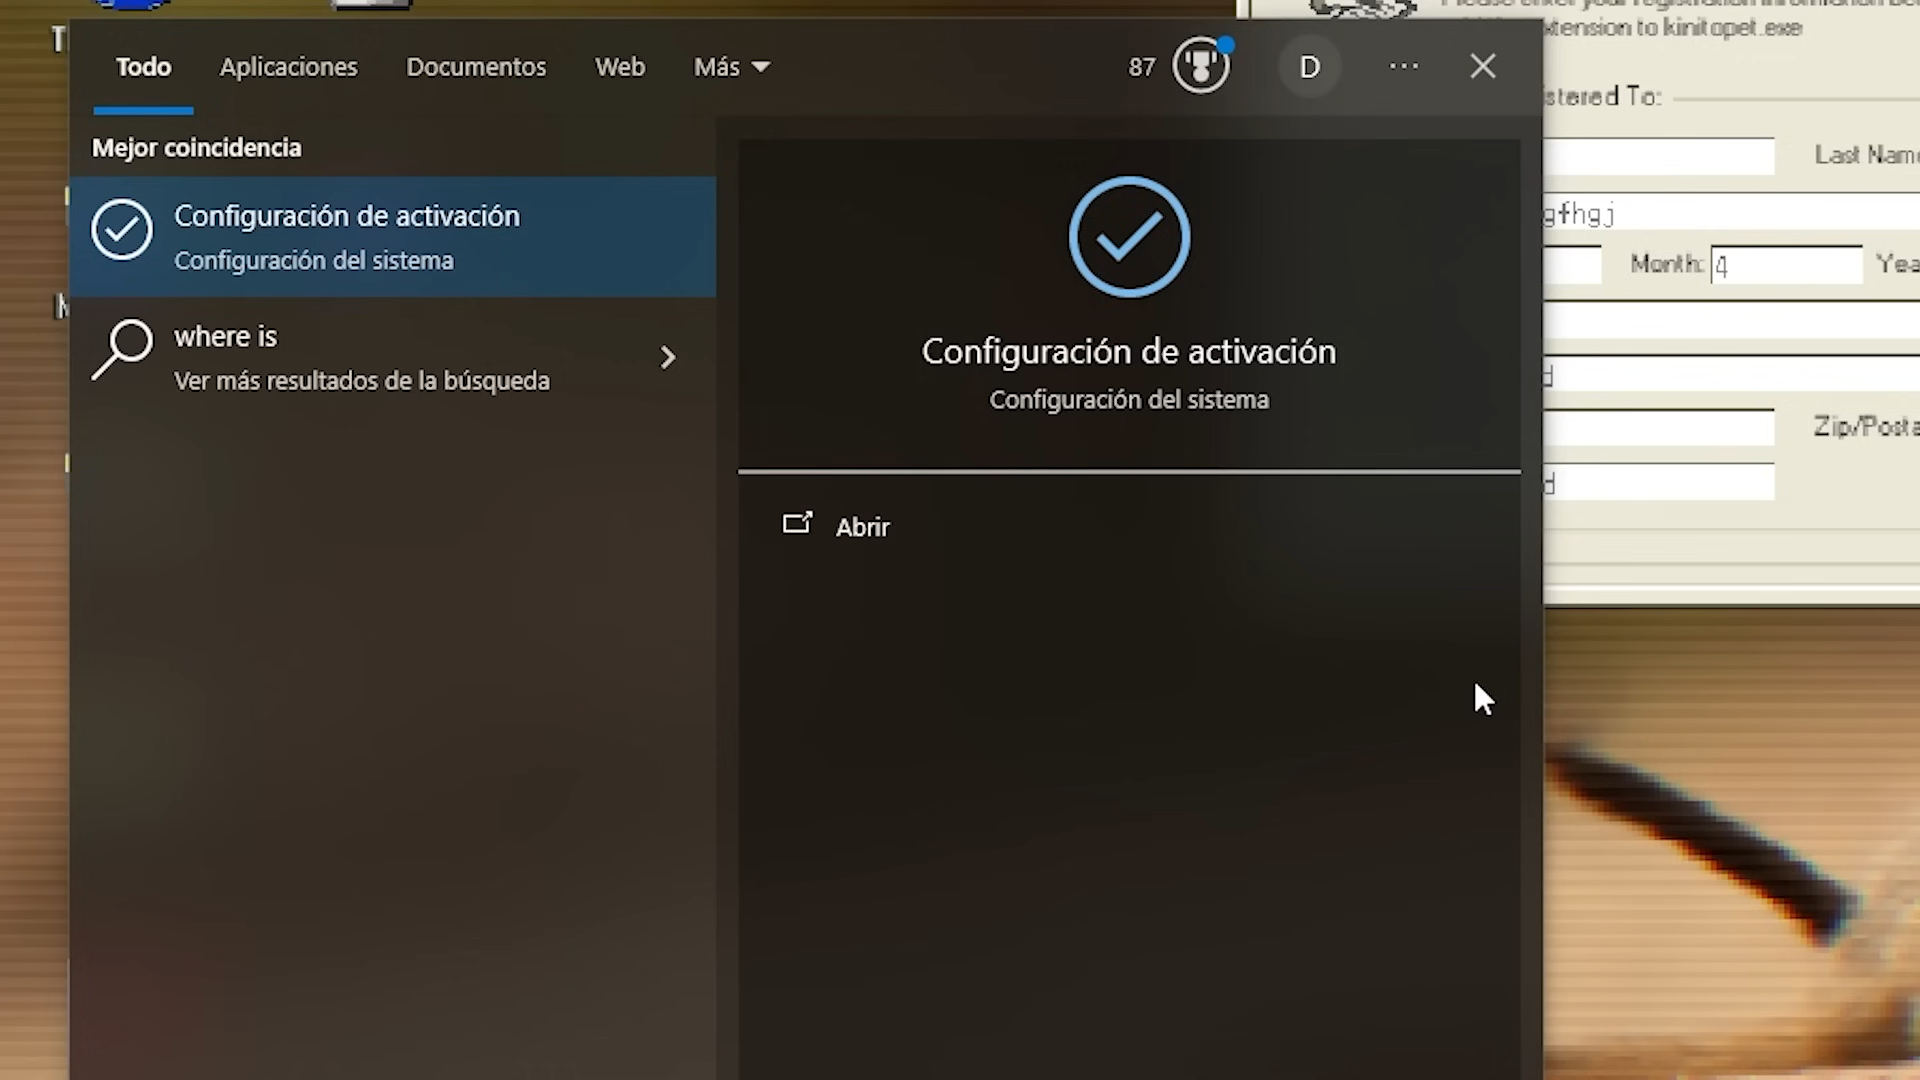 extension to kinitopet.exe
Todo
Aplicaciones
Documentos
Web
Más
87
D
Mejor coincidencia
Configuración de activación
Configuración del sistema
where is
Ver más resultados de la búsqueda
Configuración de activación
Configuración del sistema
Abrir
istered To:
Last Name
gfhgj
Month:
4
Yea
d
Zip/Posta
d